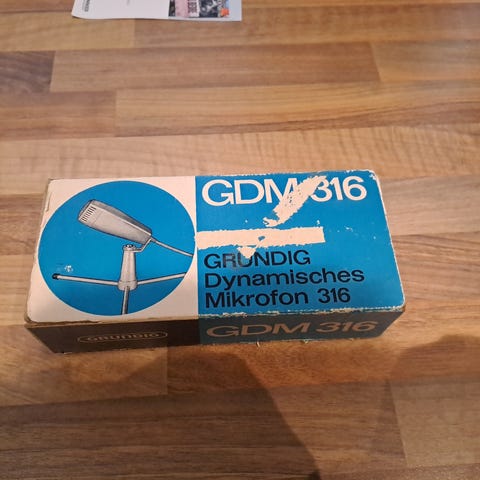 GDM 316
GRUNDIG
Dynamisches
Mikrofon 316
GRUNDIG
GDM 316